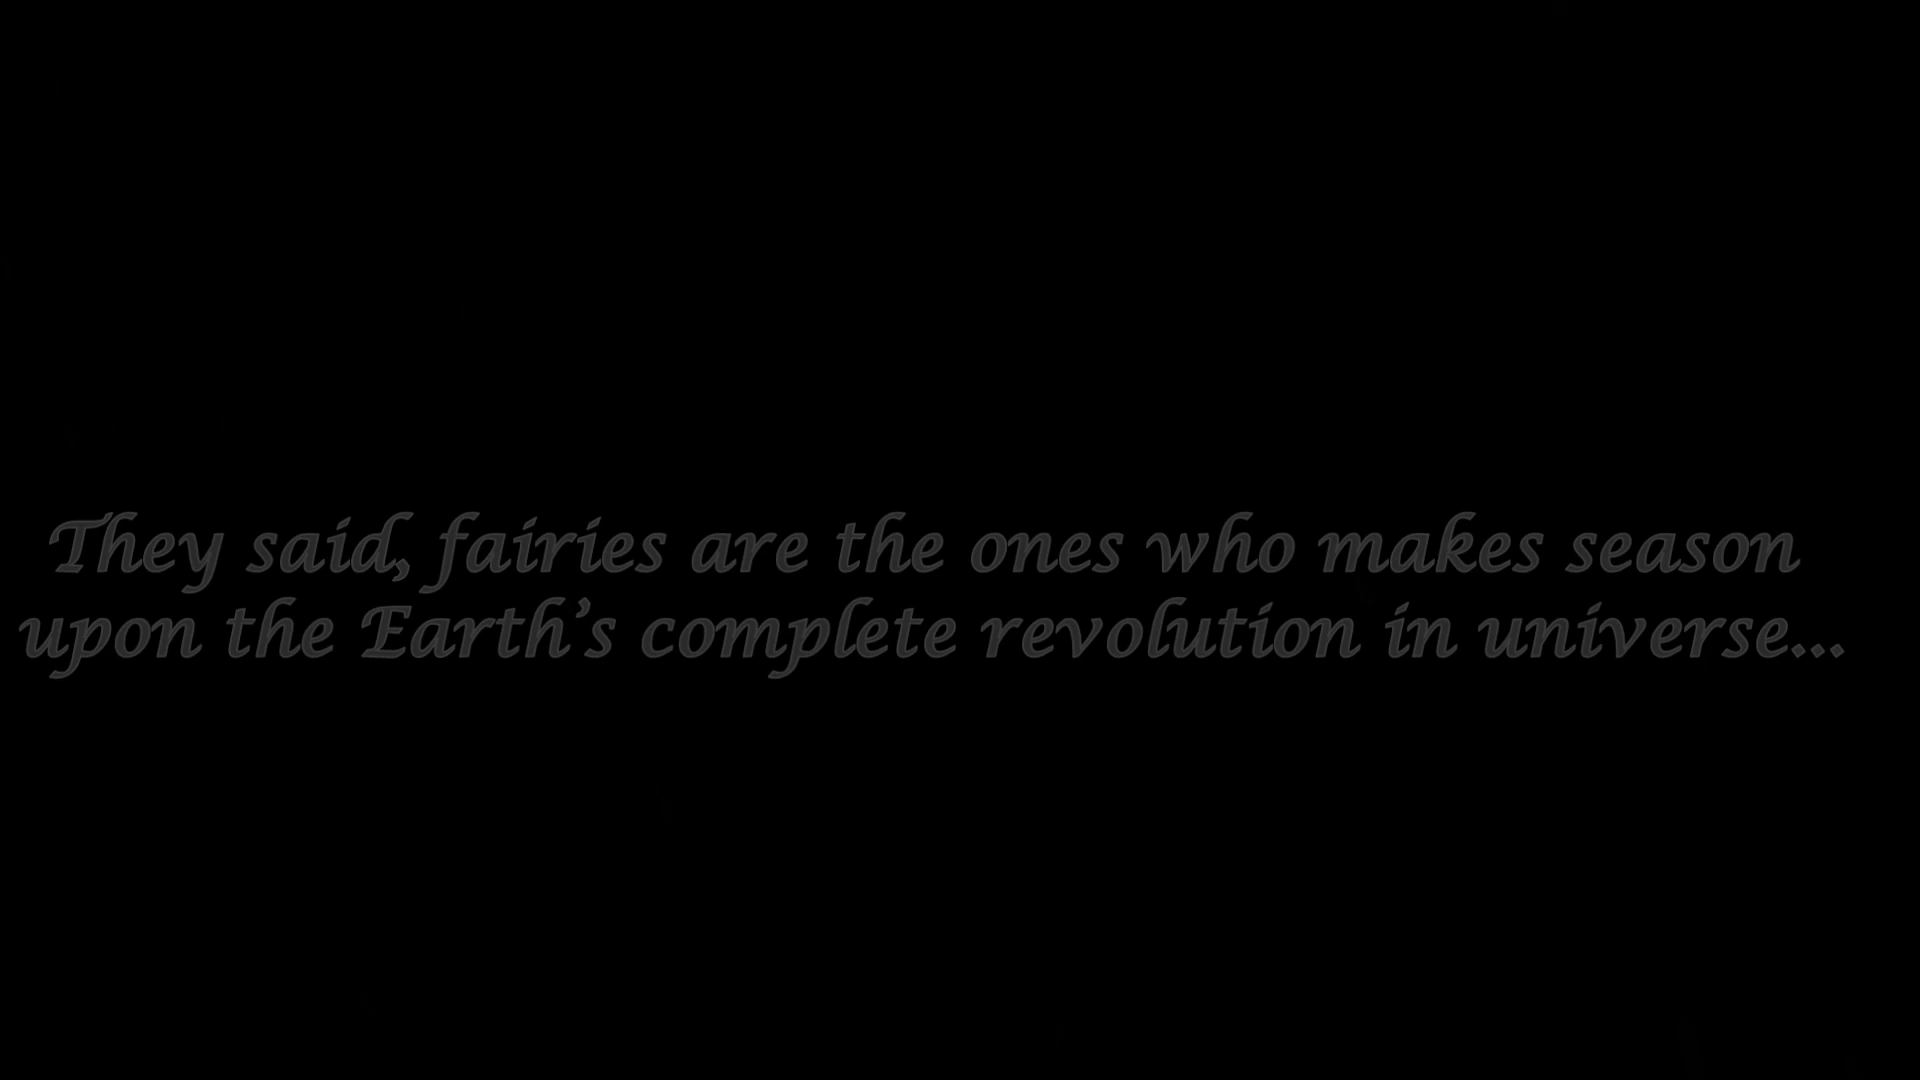 They said, fairies are the ones who makes season
upon the Earth’s complete revolution in universe...